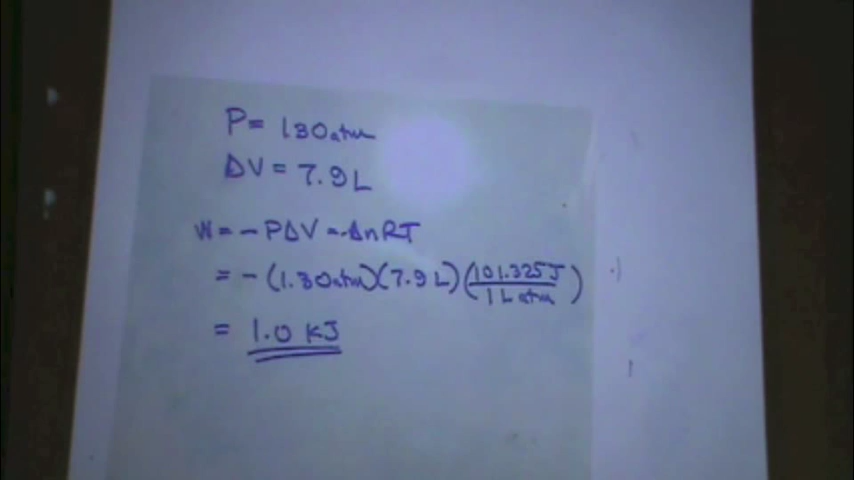 P = 1.30 atm
ΔV = 7.9 L
W = -PΔV = -ΔnRT
= -(1.30 atm)(7.9 L)(101.325 J / 1 L atm)
= 1.0 KJ